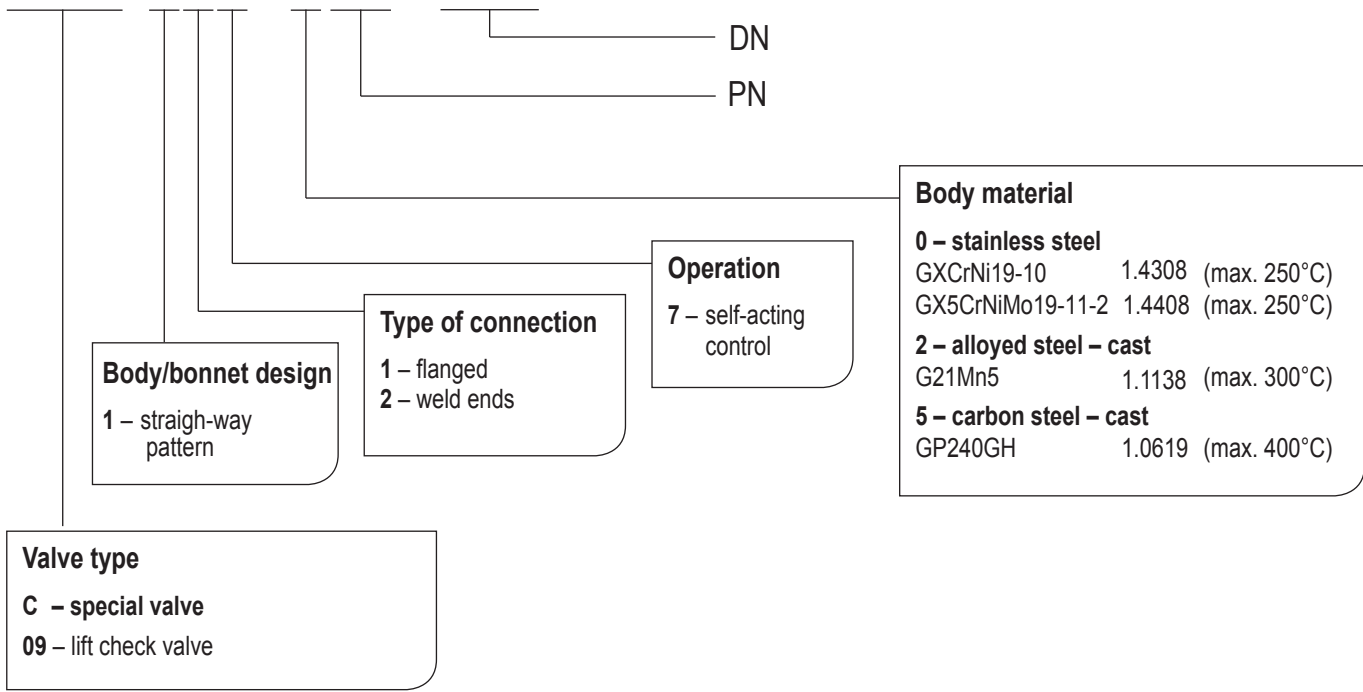 DN
PN
Body material
0 – stainless steel
GXCrNi19-10 1.4308 (max. 250°C)
GX5CrNiMo19-11-2 1.4408 (max. 250°C)
2 – alloyed steel – cast
G21Mn5 1.1138 (max. 300°C)
5 – carbon steel – cast
GP240GH 1.0619 (max. 400°C)
Operation
7 – self-acting
control
Type of connection
1 – flanged
2 – weld ends
Body/bonnet design
1 – straigh-way
pattern
Valve type
C – special valve
09 – lift check valve